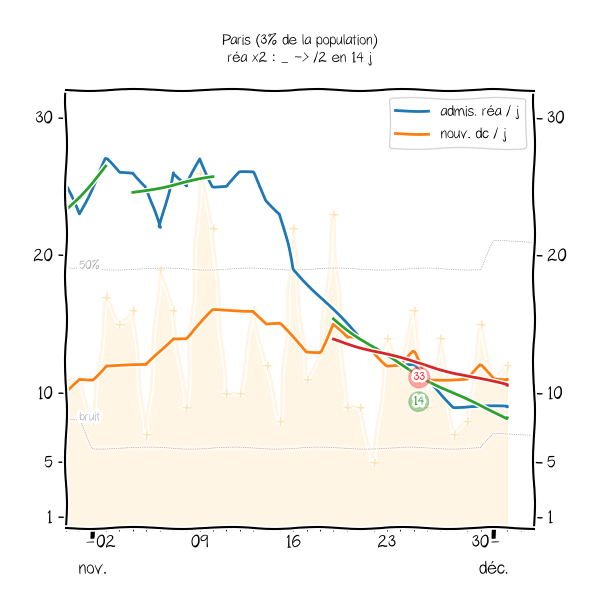 Paris (3% de la population)
réa x2 : _ -> /2 en 14 j
admis. réa / j
nouv. dc / j
30
30
20
20
50%
10
10
33
14
bruit
5
5
1
1
02
09
16
23
30
nov.
déc.